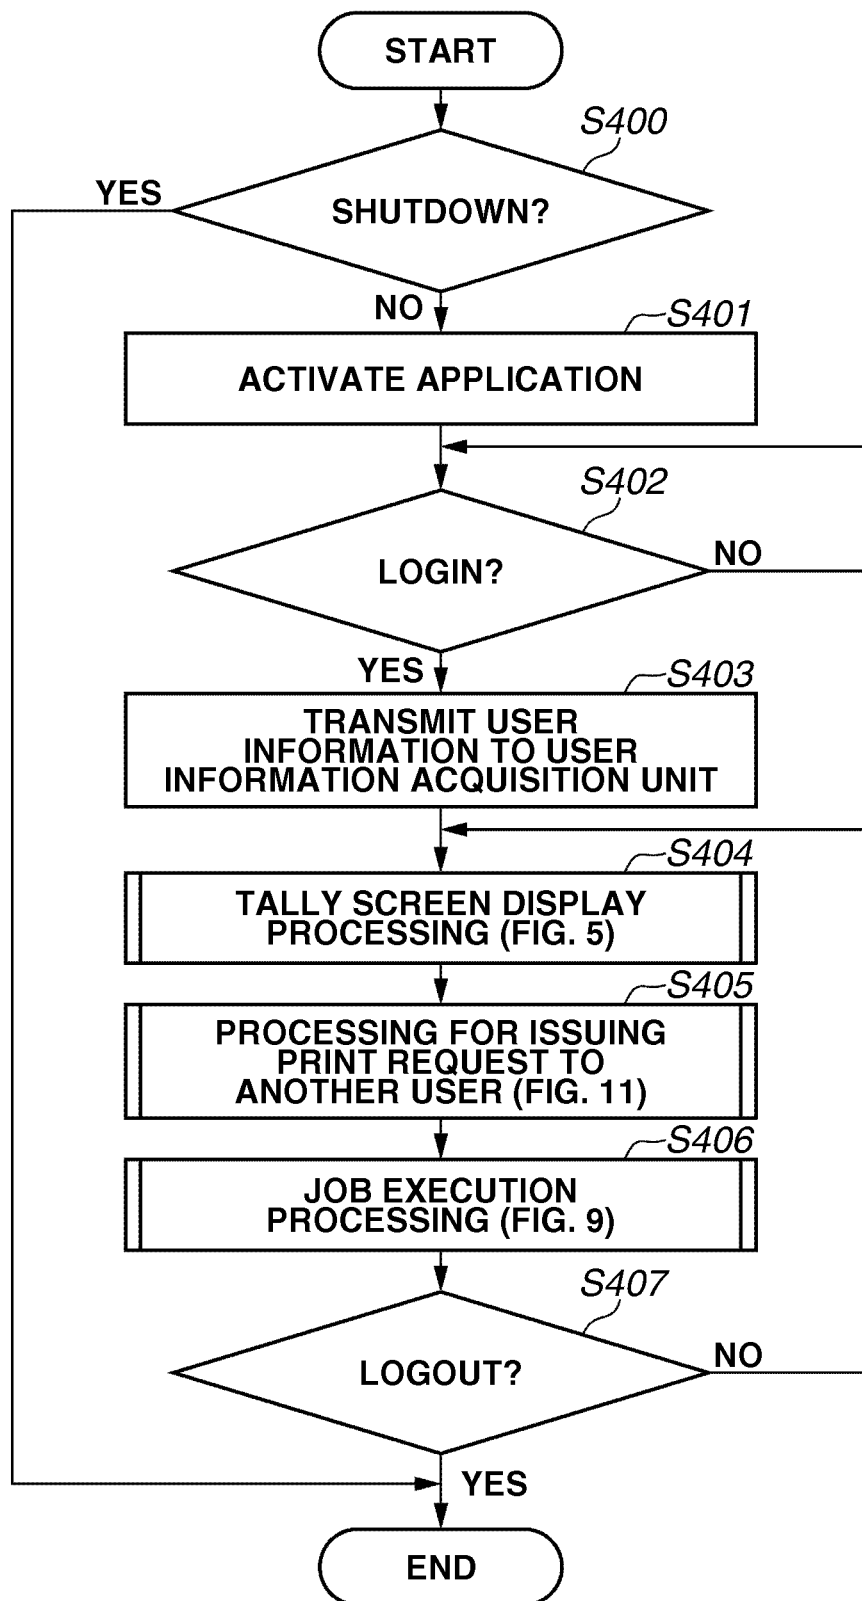 START
S400
YES
SHUTDOWN?
NO
S401
ACTIVATE APPLICATION
S402
LOGIN?
NO
YES
S403
TRANSMIT USER
INFORMATION TO USER
INFORMATION ACQUISITION UNIT
S404
TALLY SCREEN DISPLAY
PROCESSING (FIG. 5)
S405
PROCESSING FOR ISSUING
PRINT REQUEST TO
ANOTHER USER (FIG. 11)
S406
JOB EXECUTION
PROCESSING (FIG. 9)
S407
LOGOUT?
NO
YES
END